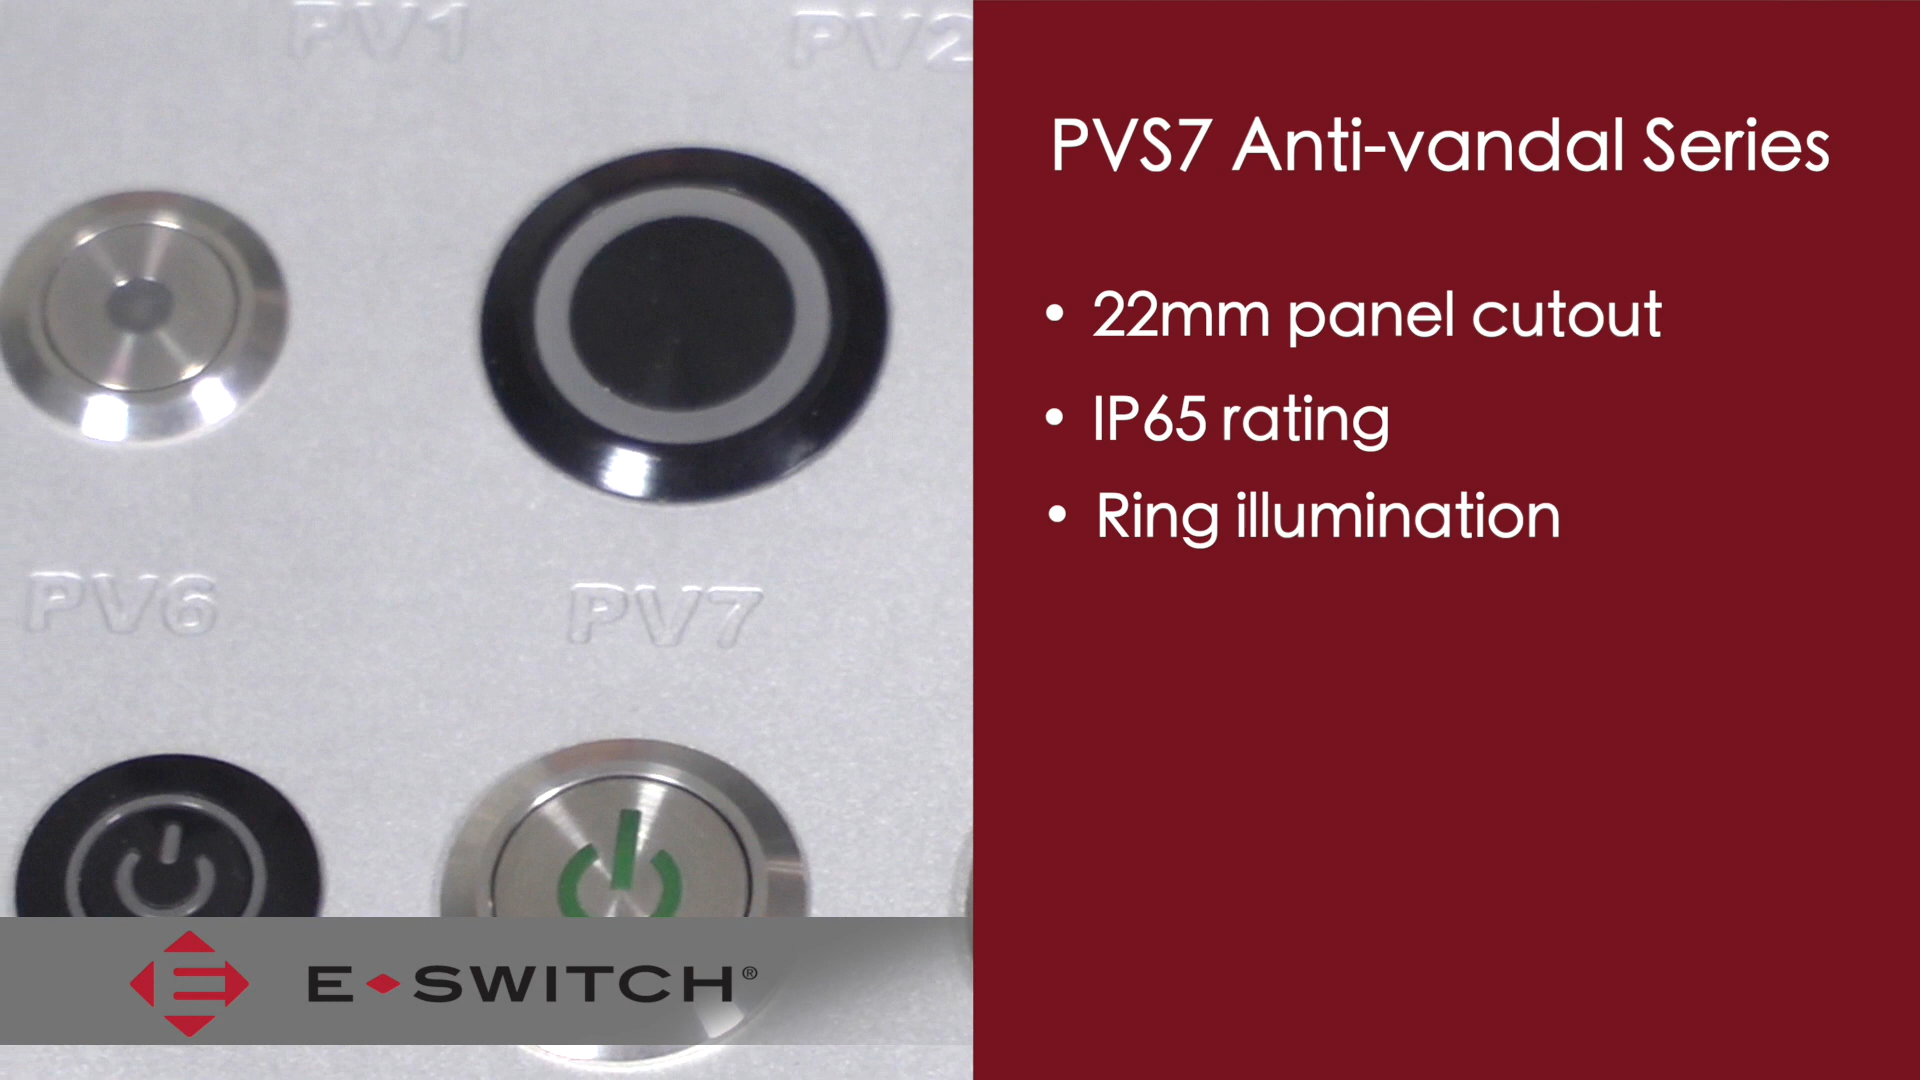 PV1
PV2
PV6
PV7
E SWITCH®
PVS7 Anti-vandal Series
• 22mm panel cutout
• IP65 rating
• Ring illumination